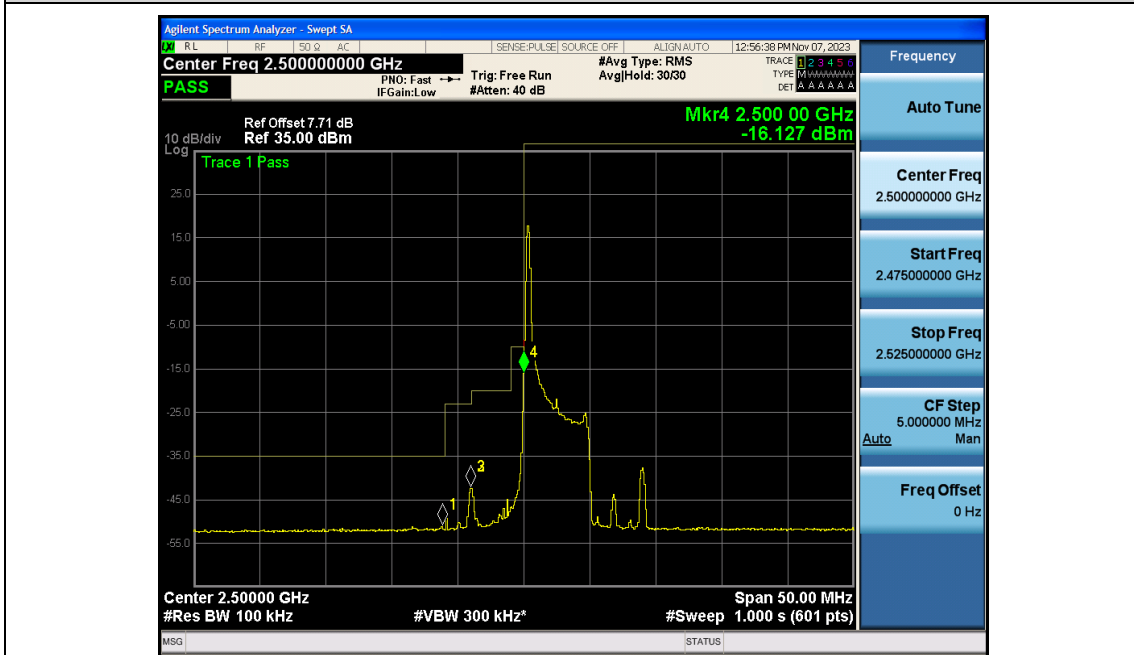 Agilent Spectrum Analyzer - Swept SA
LXI RL RF 50 Ω AC SENSE:PULSE SOURCE OFF ALIGN AUTO 12:56:38 PM Nov 07, 2023
Center Freq 2.500000000 GHz
PASS
PNO: Fast
IFGain:Low
Trig: Free Run
#Atten: 40 dB
#Avg Type: RMS
Avg|Hold: 30/30
TRACE 1 2 3 4 5 6
TYPE M
DET A A A A A A
Frequency
Mkr4 2.500 00 GHz
-16.127 dBm
Ref Offset 7.71 dB
10 dB/div Ref 35.00 dBm
Log
Trace 1 Pass
25.0
15.0
5.00
-5.00
-15.0
-25.0
-35.0
-45.0
-55.0
4
1
Center 2.50000 GHz
Span 50.00 MHz
#Res BW 100 kHz
#VBW 300 kHz*
#Sweep 1.000 s (601 pts)
MSG
STATUS
Auto Tune
Center Freq
2.500000000 GHz
Start Freq
2.475000000 GHz
Stop Freq
2.525000000 GHz
CF Step
5.000000 MHz
Auto Man
Freq Offset
0 Hz